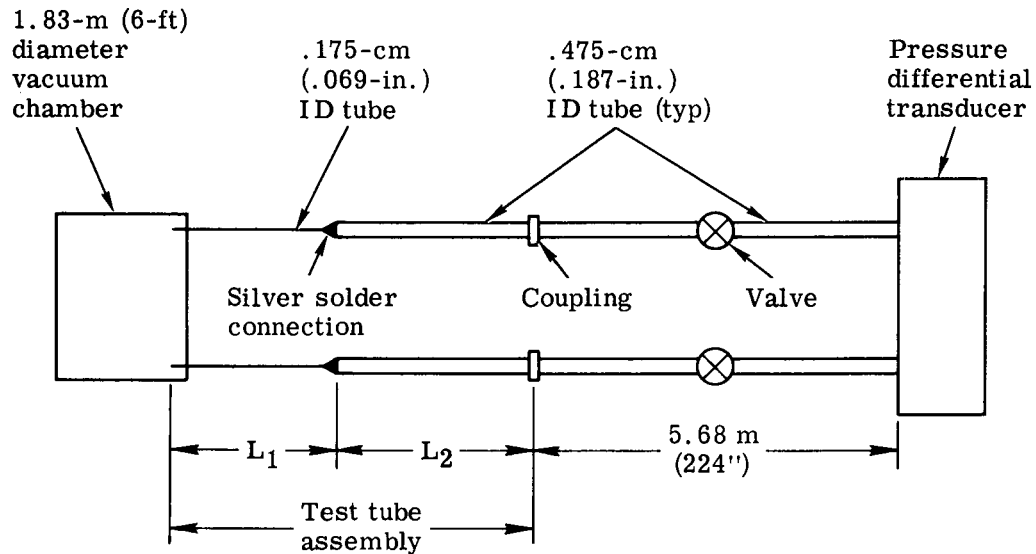 1.83-m (6-ft)
diameter
vacuum
chamber
.175-cm
(.069-in.)
ID tube
.475-cm
(.187-in.)
ID tube (typ)
Pressure
differential
transducer
Silver solder
connection
Coupling
Valve
L1
L2
5.68 m
(224")
Test tube
assembly